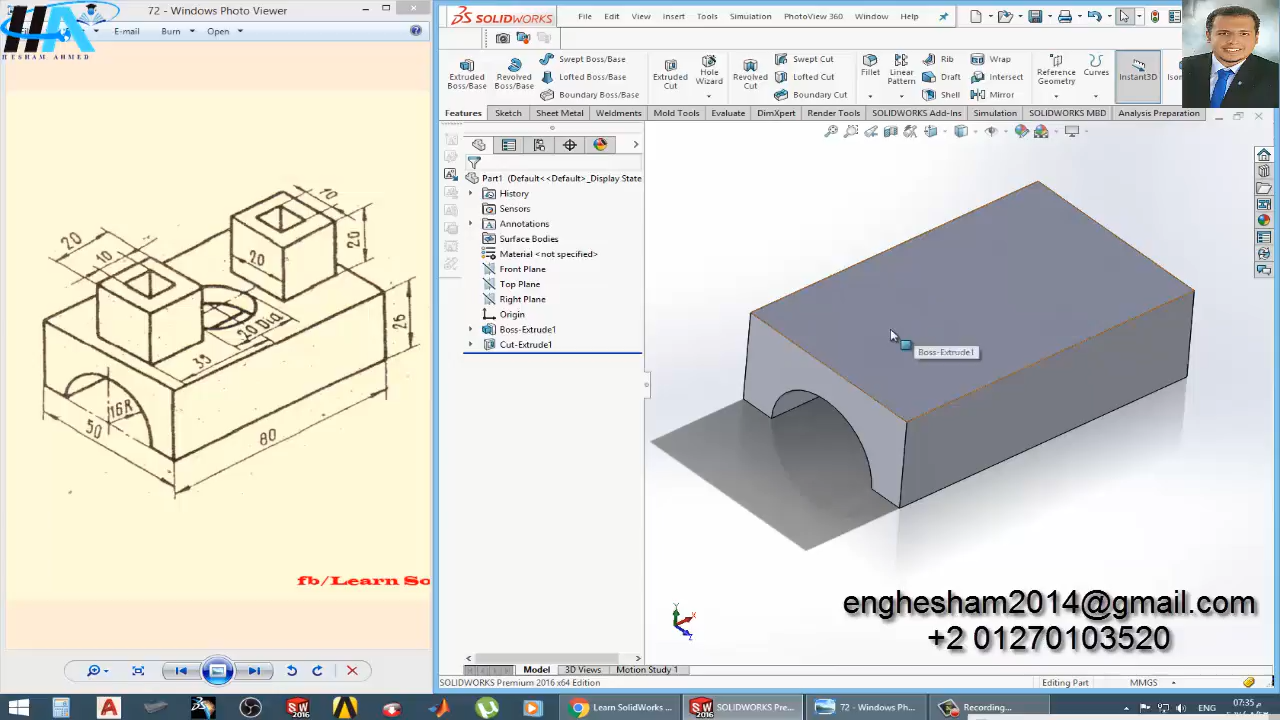 72 - Windows Photo Viewer
HA
HESHAM AHMED
E-mail
Burn
Open
SOLIDWORKS
File
Edit
View
Insert
Tools
Simulation
PhotoView 360
Window
Help
Extruded Boss/Base
Revolved Boss/Base
Swept Boss/Base
Lofted Boss/Base
Boundary Boss/Base
Extruded Cut
Hole Wizard
Revolved Cut
Swept Cut
Lofted Cut
Boundary Cut
Fillet
Linear Pattern
Rib
Draft
Shell
Wrap
Intersect
Mirror
Reference Geometry
Curves
Instant3D
Features
Sketch
Sheet Metal
Weldments
Mold Tools
Evaluate
DimXpert
Render Tools
SOLIDWORKS Add-Ins
Simulation
SOLIDWORKS MBD
Analysis Preparation
Part1 (Default<<Default>_Display State
History
Sensors
Annotations
Surface Bodies
Material <not specified>
Front Plane
Top Plane
Right Plane
Origin
Boss-Extrude1
Cut-Extrude1
10
20
10
20
20
20 Dia
26
39
16R
50
80
Boss-Extrude1
fb/Learn So
enghesham2014@gmail.com
+2 01270103520
Model
3D Views
Motion Study 1
SOLIDWORKS Premium 2016 x64 Edition
Editing Part
MMGS
Learn SolidWorks ...
SOLIDWORKS Pre...
72 - Windows Ph...
Recording...
ENG
07:35 م